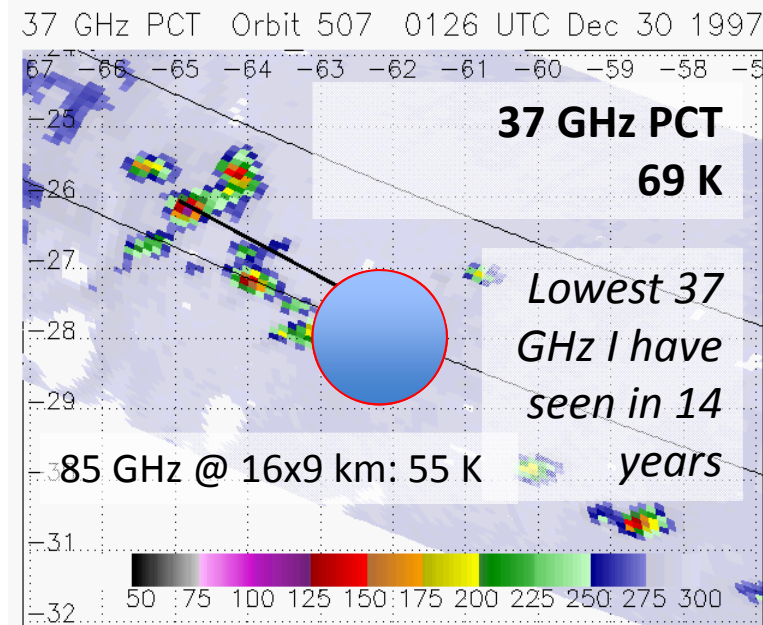 37 GHz PCT Orbit 507 0126 UTC Dec 30 1997
-67 -66 -65 -64 -63 -62 -61 -60 -59 -58
37 GHz PCT
69 K
-25
-26
-27
-28
-29
-31
-32
Lowest 37
GHz I have
seen in 14
years
85 GHz @ 16x9 km: 55 K
50 75 100 125 150 175 200 225 250 275 300